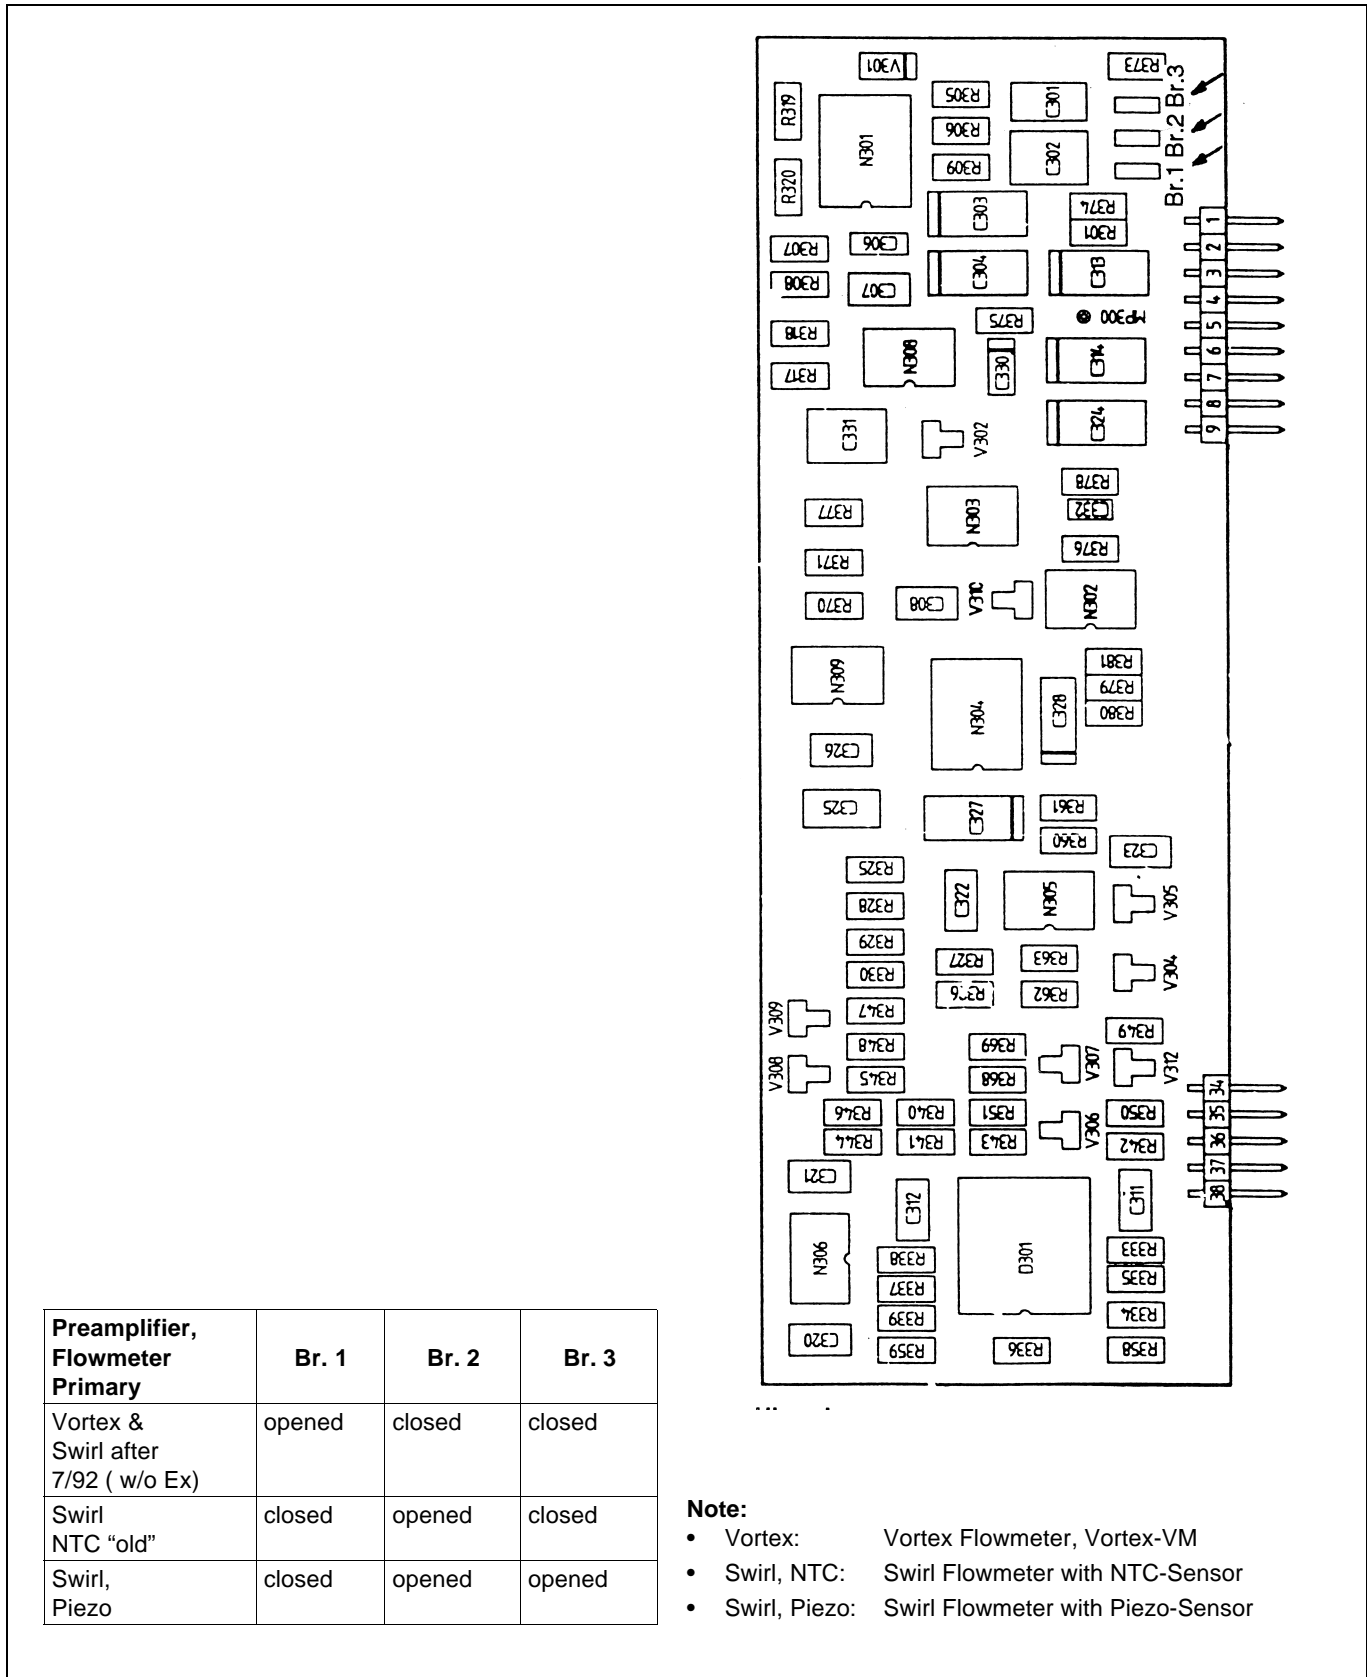 V301
R373
R319
R305
C301
Br.3
N301
R306
Br.2
R320
R309
C302
Br.1
C303
R374
R301
1
R307
C306
2
R308
C307
C304
C313
3
4
R318
R375
MP300
5
N308
C330
C314
6
R317
7
8
C331
V302
C324
9
R378
R377
N303
C332
R371
R376
R370
C308
N302
N309
R381
R379
N304
C328
R380
C326
C325
C327
R361
R360
C323
R325
R328
C322
N305
V305
R329
R327
R363
R330
R362
V304
V309
R347
R349
R348
R369
V308
R345
R368
V307
V312
34
R346
R340
R351
V306
R350
35
R344
R341
R343
R342
36
C321
37
C312
C311
38
N306
R338
D301
R333
R337
R335
R339
R334
C320
R359
R336
R358
Preamplifier,
Flowmeter
Primary
Br. 1
Br. 2
Br. 3
Vortex &
Swirl after
7/92 ( w/o Ex)
opened
closed
closed
Swirl
NTC “old”
closed
opened
closed
Swirl,
Piezo
closed
opened
opened
Note:
• Vortex: Vortex Flowmeter, Vortex-VM
• Swirl, NTC: Swirl Flowmeter with NTC-Sensor
• Swirl, Piezo: Swirl Flowmeter with Piezo-Sensor